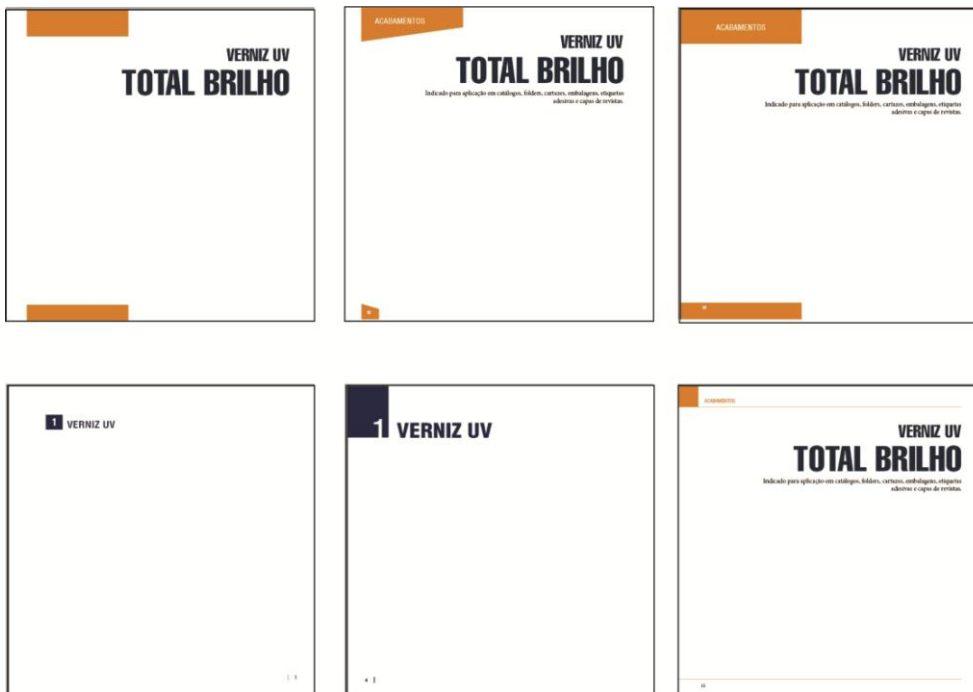 VERNIZ UV
TOTAL BRILHO
ACABAMENTOS
VERNIZ UV
TOTAL BRILHO
Indicado para aplicação em catálogos, folders, cartazes, embalagens, etiquetas
adesivas e capas de revistas.
ACABAMENTOS
VERNIZ UV
TOTAL BRILHO
Indicado para aplicação em catálogos, folders, cartazes, embalagens, etiquetas
adesivas e capas de revistas.
1 VERNIZ UV
1 VERNIZ UV
ACABAMENTOS
VERNIZ UV
TOTAL BRILHO
Indicado para aplicação em catálogos, folders, cartazes, embalagens, etiquetas
adesivas e capas de revistas.